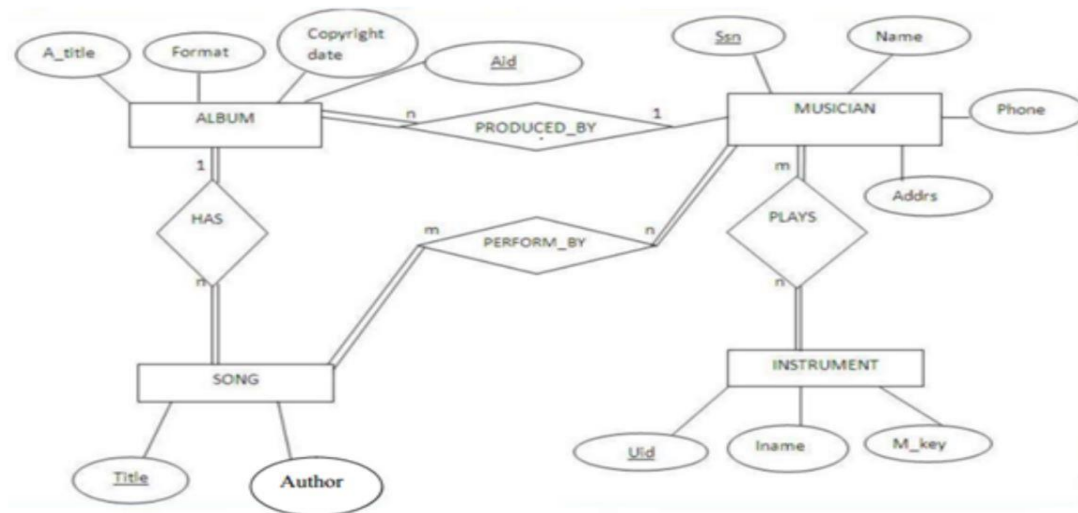 A_title
Format
Copyright
date
Aid
Ssn
Name
ALBUM
n
PRODUCED_BY
1
MUSICIAN
Phone
Addrs
1
HAS
n
m
PERFORM_BY
n
m
PLAYS
n
SONG
INSTRUMENT
Title
Author
Uid
Iname
M_key